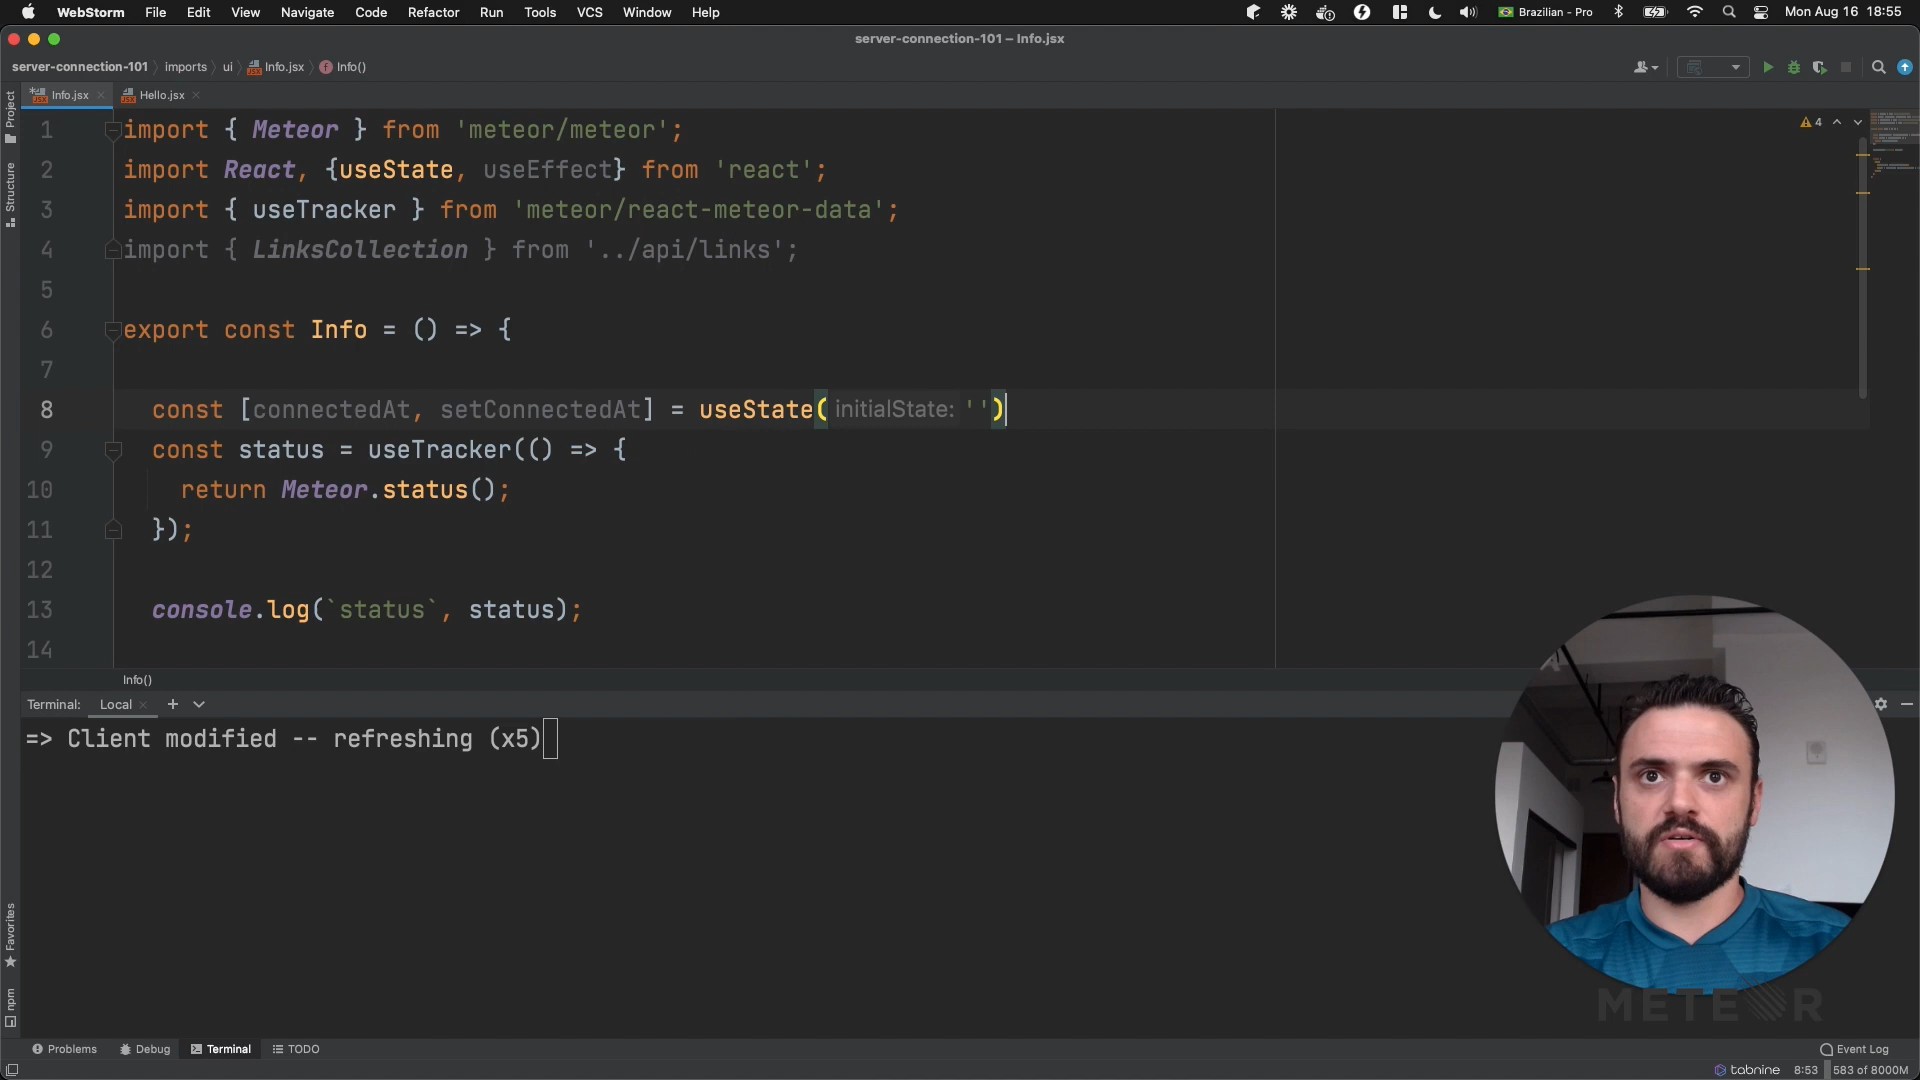 WebStorm File Edit View Navigate Code Refactor Run Tools VCS Window Help Brazilian - Pro Mon Aug 16 18:55
server-connection-101 – Info.jsx
server-connection-101 imports ui Info.jsx Info()
Info.jsx Hello.jsx
Project
Structure
Favorites
npm
4
1 import { Meteor } from 'meteor/meteor';
2 import React, {useState, useEffect} from 'react';
3 import { useTracker } from 'meteor/react-meteor-data';
4 import { LinksCollection } from '../api/links';
5
6 export const Info = () => {
7
8 const [connectedAt, setConnectedAt] = useState( initialState: '')
9 const status = useTracker(() => {
10 return Meteor.status();
11 });
12
13 console.log(`status`, status);
14
Info()
Terminal: Local
=> Client modified -- refreshing (x5)
METEOR
Problems Debug Terminal TODO Event Log
tabnine 8:53 583 of 8000M